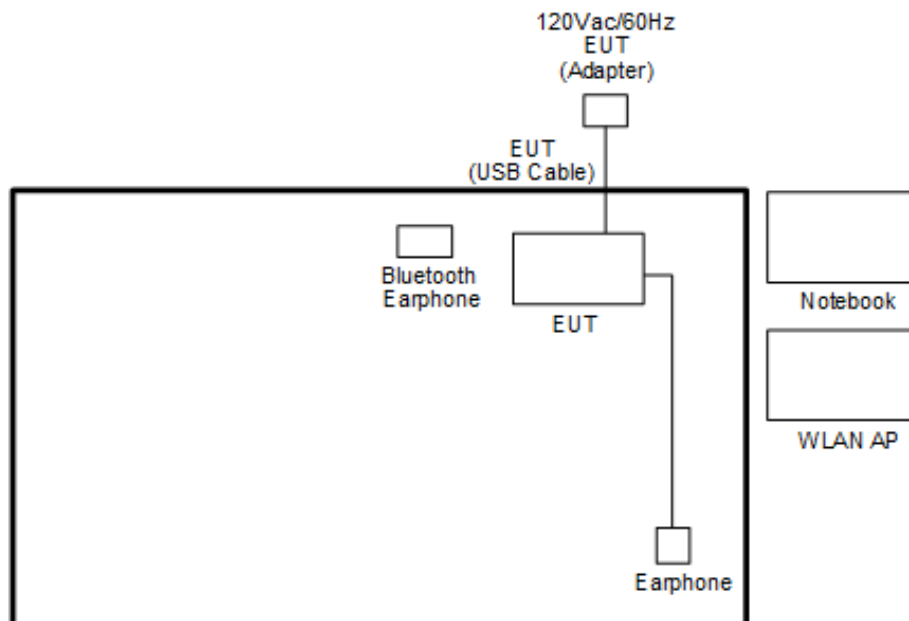 120Vac/60Hz
EUT
(Adapter)
EUT
(USB Cable)
Bluetooth
Earphone
EUT
Notebook
WLAN AP
Earphone